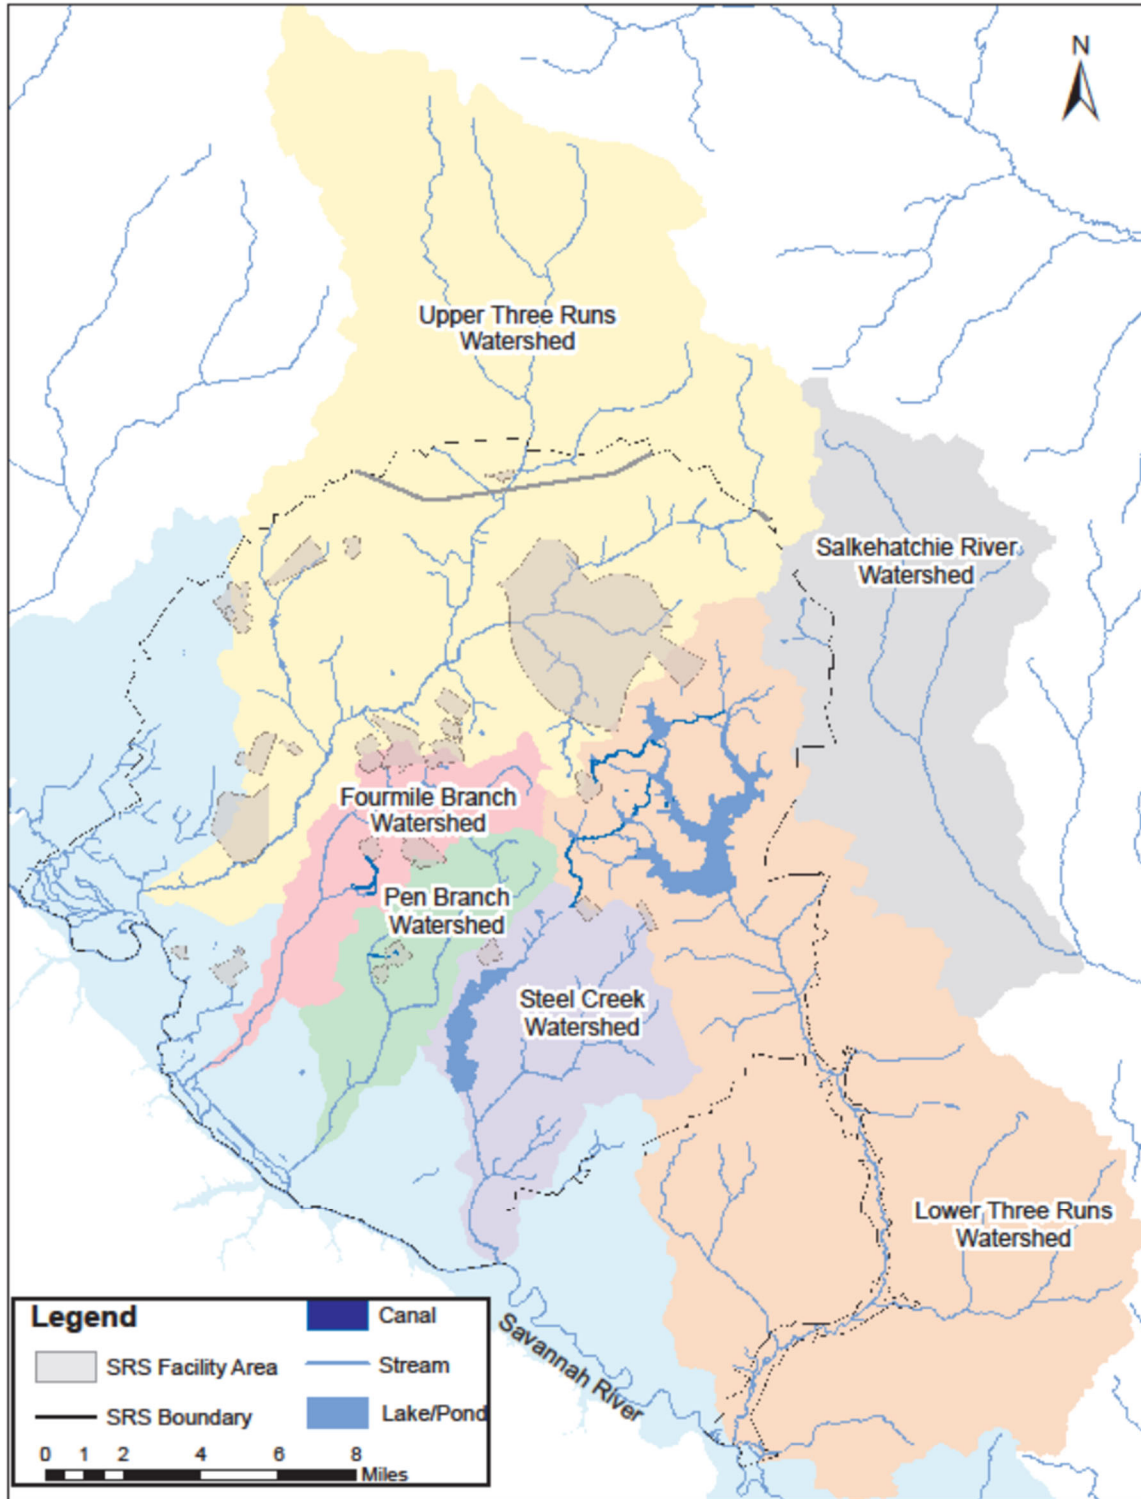 N
Upper Three Runs
Watershed
Salkehatchie River
Watershed
Fourmile Branch
Watershed
Pen Branch
Watershed
Steel Creek
Watershed
Lower Three Runs
Watershed
Savannah River
Legend
Canal
SRS Facility Area
Stream
SRS Boundary
Lake/Pond
0 1 2 4 6 8
Miles